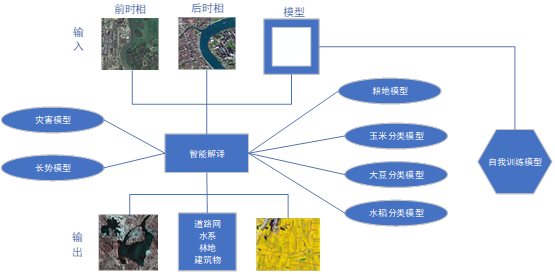 前时相
后时相
模型
输入
耕地模型
灾害模型
玉米分类模型
智能解译
自我训练模型
长势模型
大豆分类模型
水稻分类模型
输出
道路网
水系
林地
建筑物